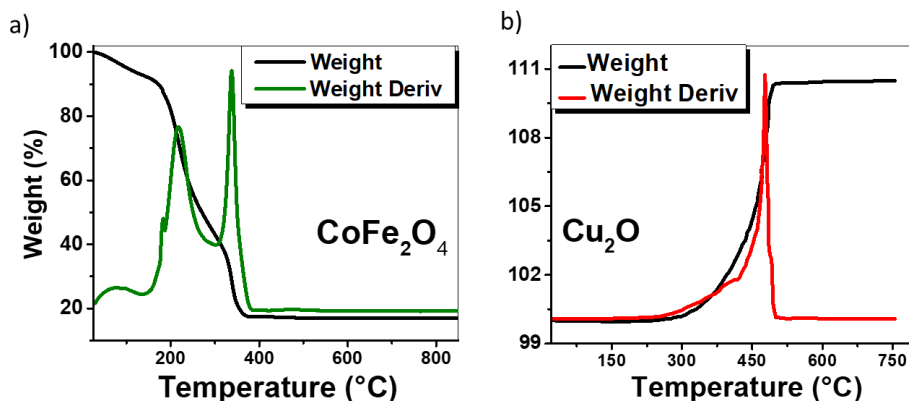 a)
Weight (%)
100
80
60
40
20
Weight
Weight Deriv
CoFe₂O₄
200
400
600
800
Temperature (°C)
b)
111
108
105
102
99
Weight
Weight Deriv
Cu₂O
150
300
450
600
750
Temperature (°C)